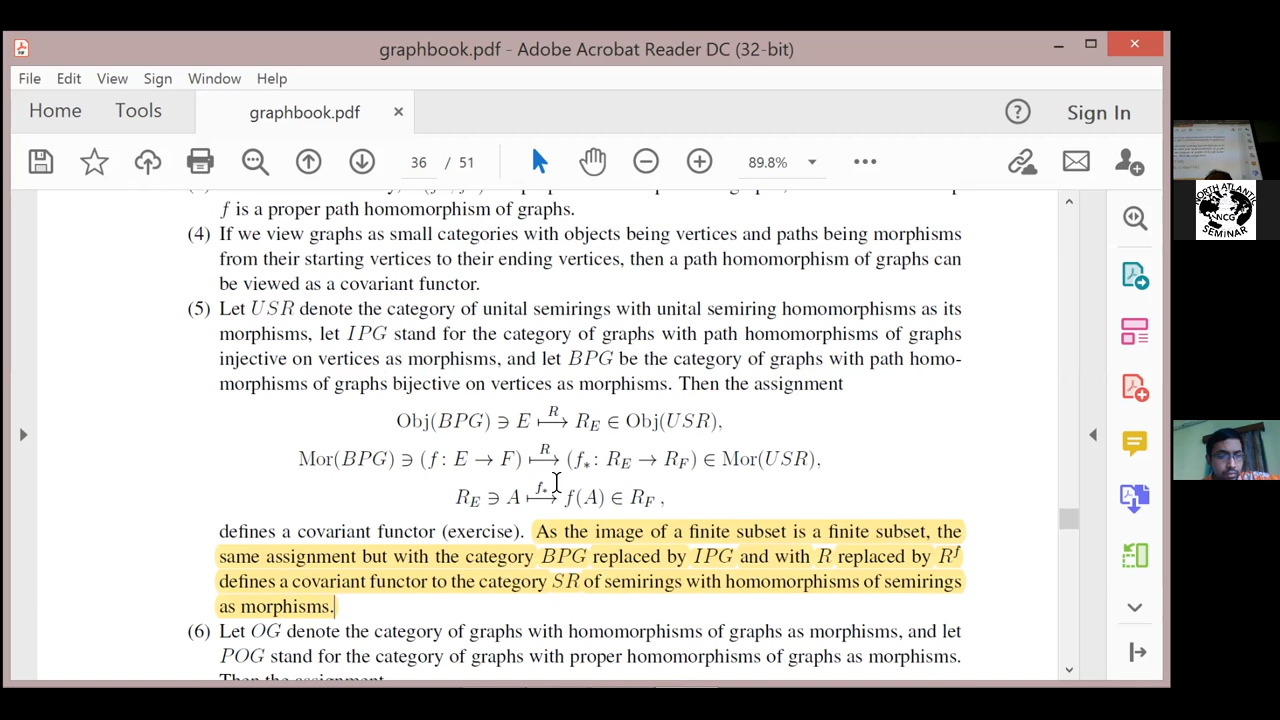 graphbook.pdf - Adobe Acrobat Reader DC (32-bit)
File Edit View Sign Window Help
Home Tools graphbook.pdf × Sign In
36 / 51 89.8%
f is a proper path homomorphism of graphs.
(4) If we view graphs as small categories with objects being vertices and paths being morphisms
from their starting vertices to their ending vertices, then a path homomorphism of graphs can
be viewed as a covariant functor.
(5) Let USR denote the category of unital semirings with unital semiring homomorphisms as its
morphisms, let IPG stand for the category of graphs with path homomorphisms of graphs
injective on vertices as morphisms, and let BPG be the category of graphs with path homo-
morphisms of graphs bijective on vertices as morphisms. Then the assignment
Obj(BPG) ∋ E ⟼^R R_E ∈ Obj(USR),
Mor(BPG) ∋ (f : E → F) ⟼^R (f_* : R_E → R_F) ∈ Mor(USR),
R_E ∋ A ⟼^{f_*} f(A) ∈ R_F ,
defines a covariant functor (exercise). As the image of a finite subset is a finite subset, the
same assignment but with the category BPG replaced by IPG and with R replaced by R^f
defines a covariant functor to the category SR of semirings with homomorphisms of semirings
as morphisms.
(6) Let OG denote the category of graphs with homomorphisms of graphs as morphisms, and let
POG stand for the category of graphs with proper homomorphisms of graphs as morphisms.
Then the assignment
NORTH ATLANTIC
NCG
SEMINAR